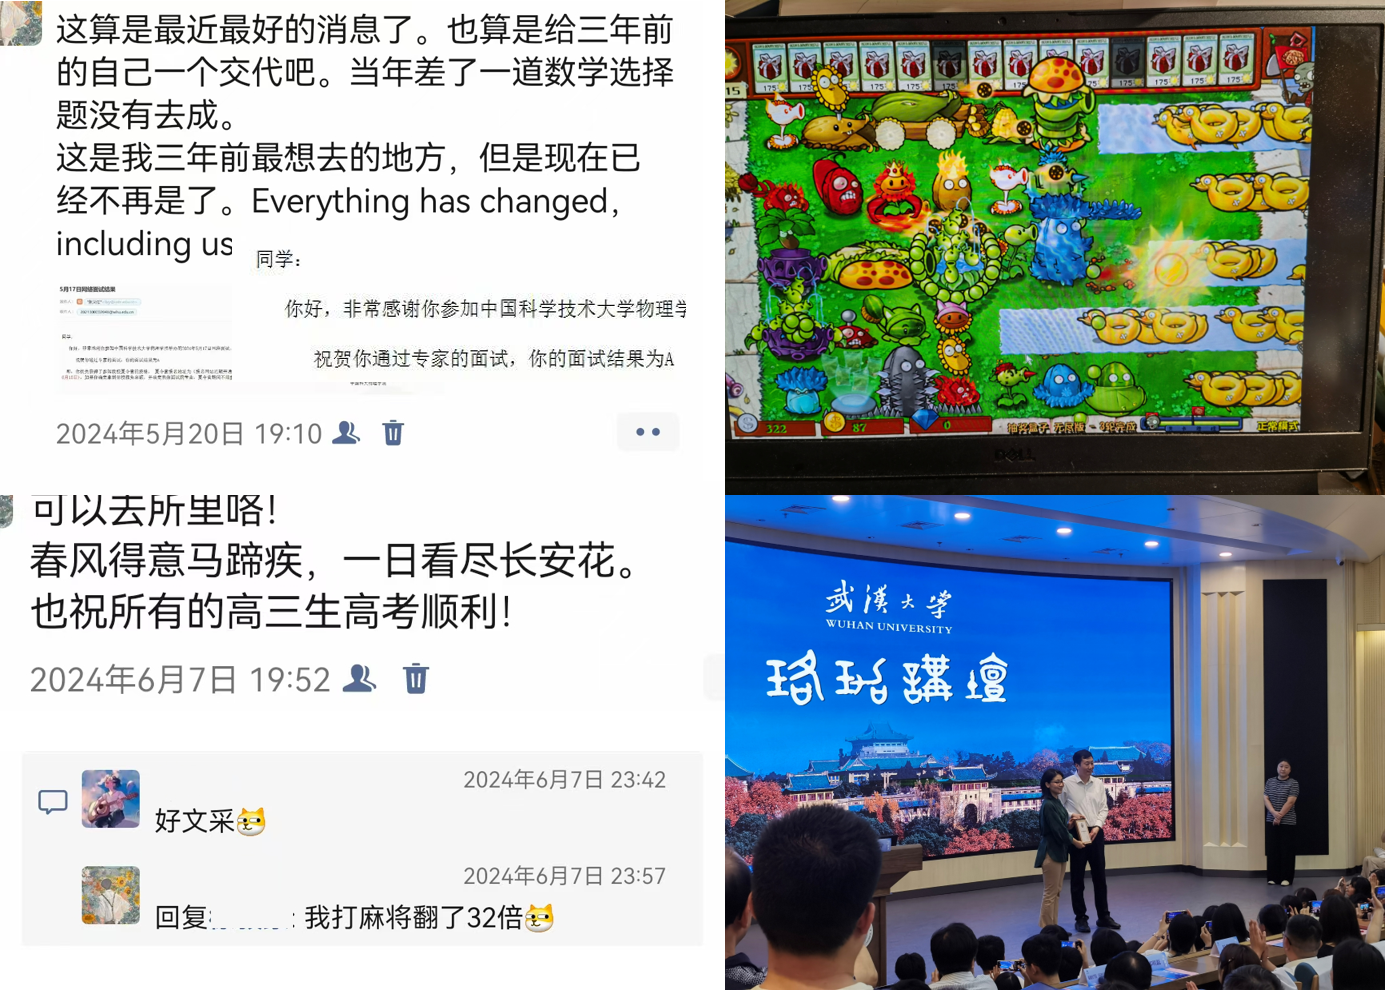 这算是最近最好的消息了。也算是给三年前
的自己一个交代吧。当年差了一道数学选择
题没有去成。
这是我三年前最想去的地方，但是现在已
经不再是了。Everything has changed,
including us
同学：
你好，非常感谢你参加中国科学技术大学物理学
祝贺你通过专家的面试，你的面试结果为A
5月17日网络面试结果
2024年5月20日 19:10
175
175
175
175
175
175
175
175
15
322
87
0
正常模式
DELL
可以去所里咯！
春风得意马蹄疾，一日看尽长安花。
也祝所有的高三生高考顺利！
2024年6月7日 19:52
2024年6月7日 23:42
好文采
2024年6月7日 23:57
回复 : 我打麻将翻了32倍
武漢大学
WUHAN UNIVERSITY
珞珈講壇